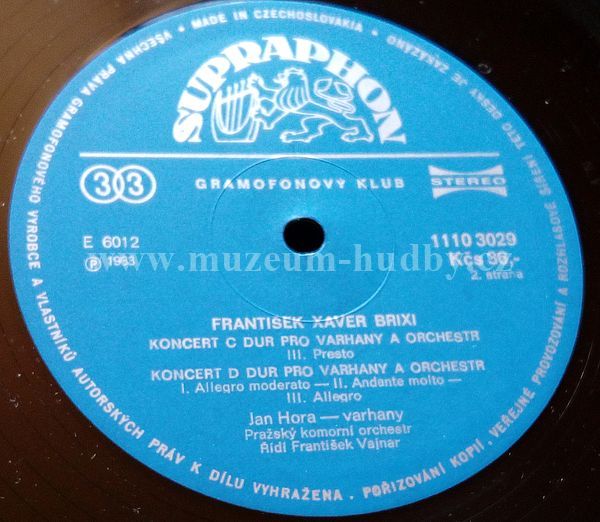 VŠECHNA PRÁVA GRAMOFONOVÉHO VÝROBCE A VLASTNÍKŮ AUTORSKÝCH PRÁV K DÍLU VYHRAŽENA. POŘIZOVÁNÍ KOPIÍ, VEŘEJNÉ PROVOZOVÁNÍ A ROZHLASOVÉ ŠÍŘENÍ TÉTO DESKY JE ZAKÁZÁNO • MADE IN CZECHOSLOVAKIA •
SUPRAPHON
33
GRAMOFONOVÝ KLUB
STEREO
E 6012
1110 3029
Ⓟ 1983
Kčs 36,-
2. strana
www.muzeum-hudby.cz
FRANTIŠEK XAVER BRIXI
KONCERT C DUR PRO VARHANY A ORCHESTR
III. Presto
KONCERT D DUR PRO VARHANY A ORCHESTR
I. Allegro moderato — II. Andante molto —
III. Allegro
Jan Hora — varhany
Pražský komorní orchestr
Řídí František Vajnar